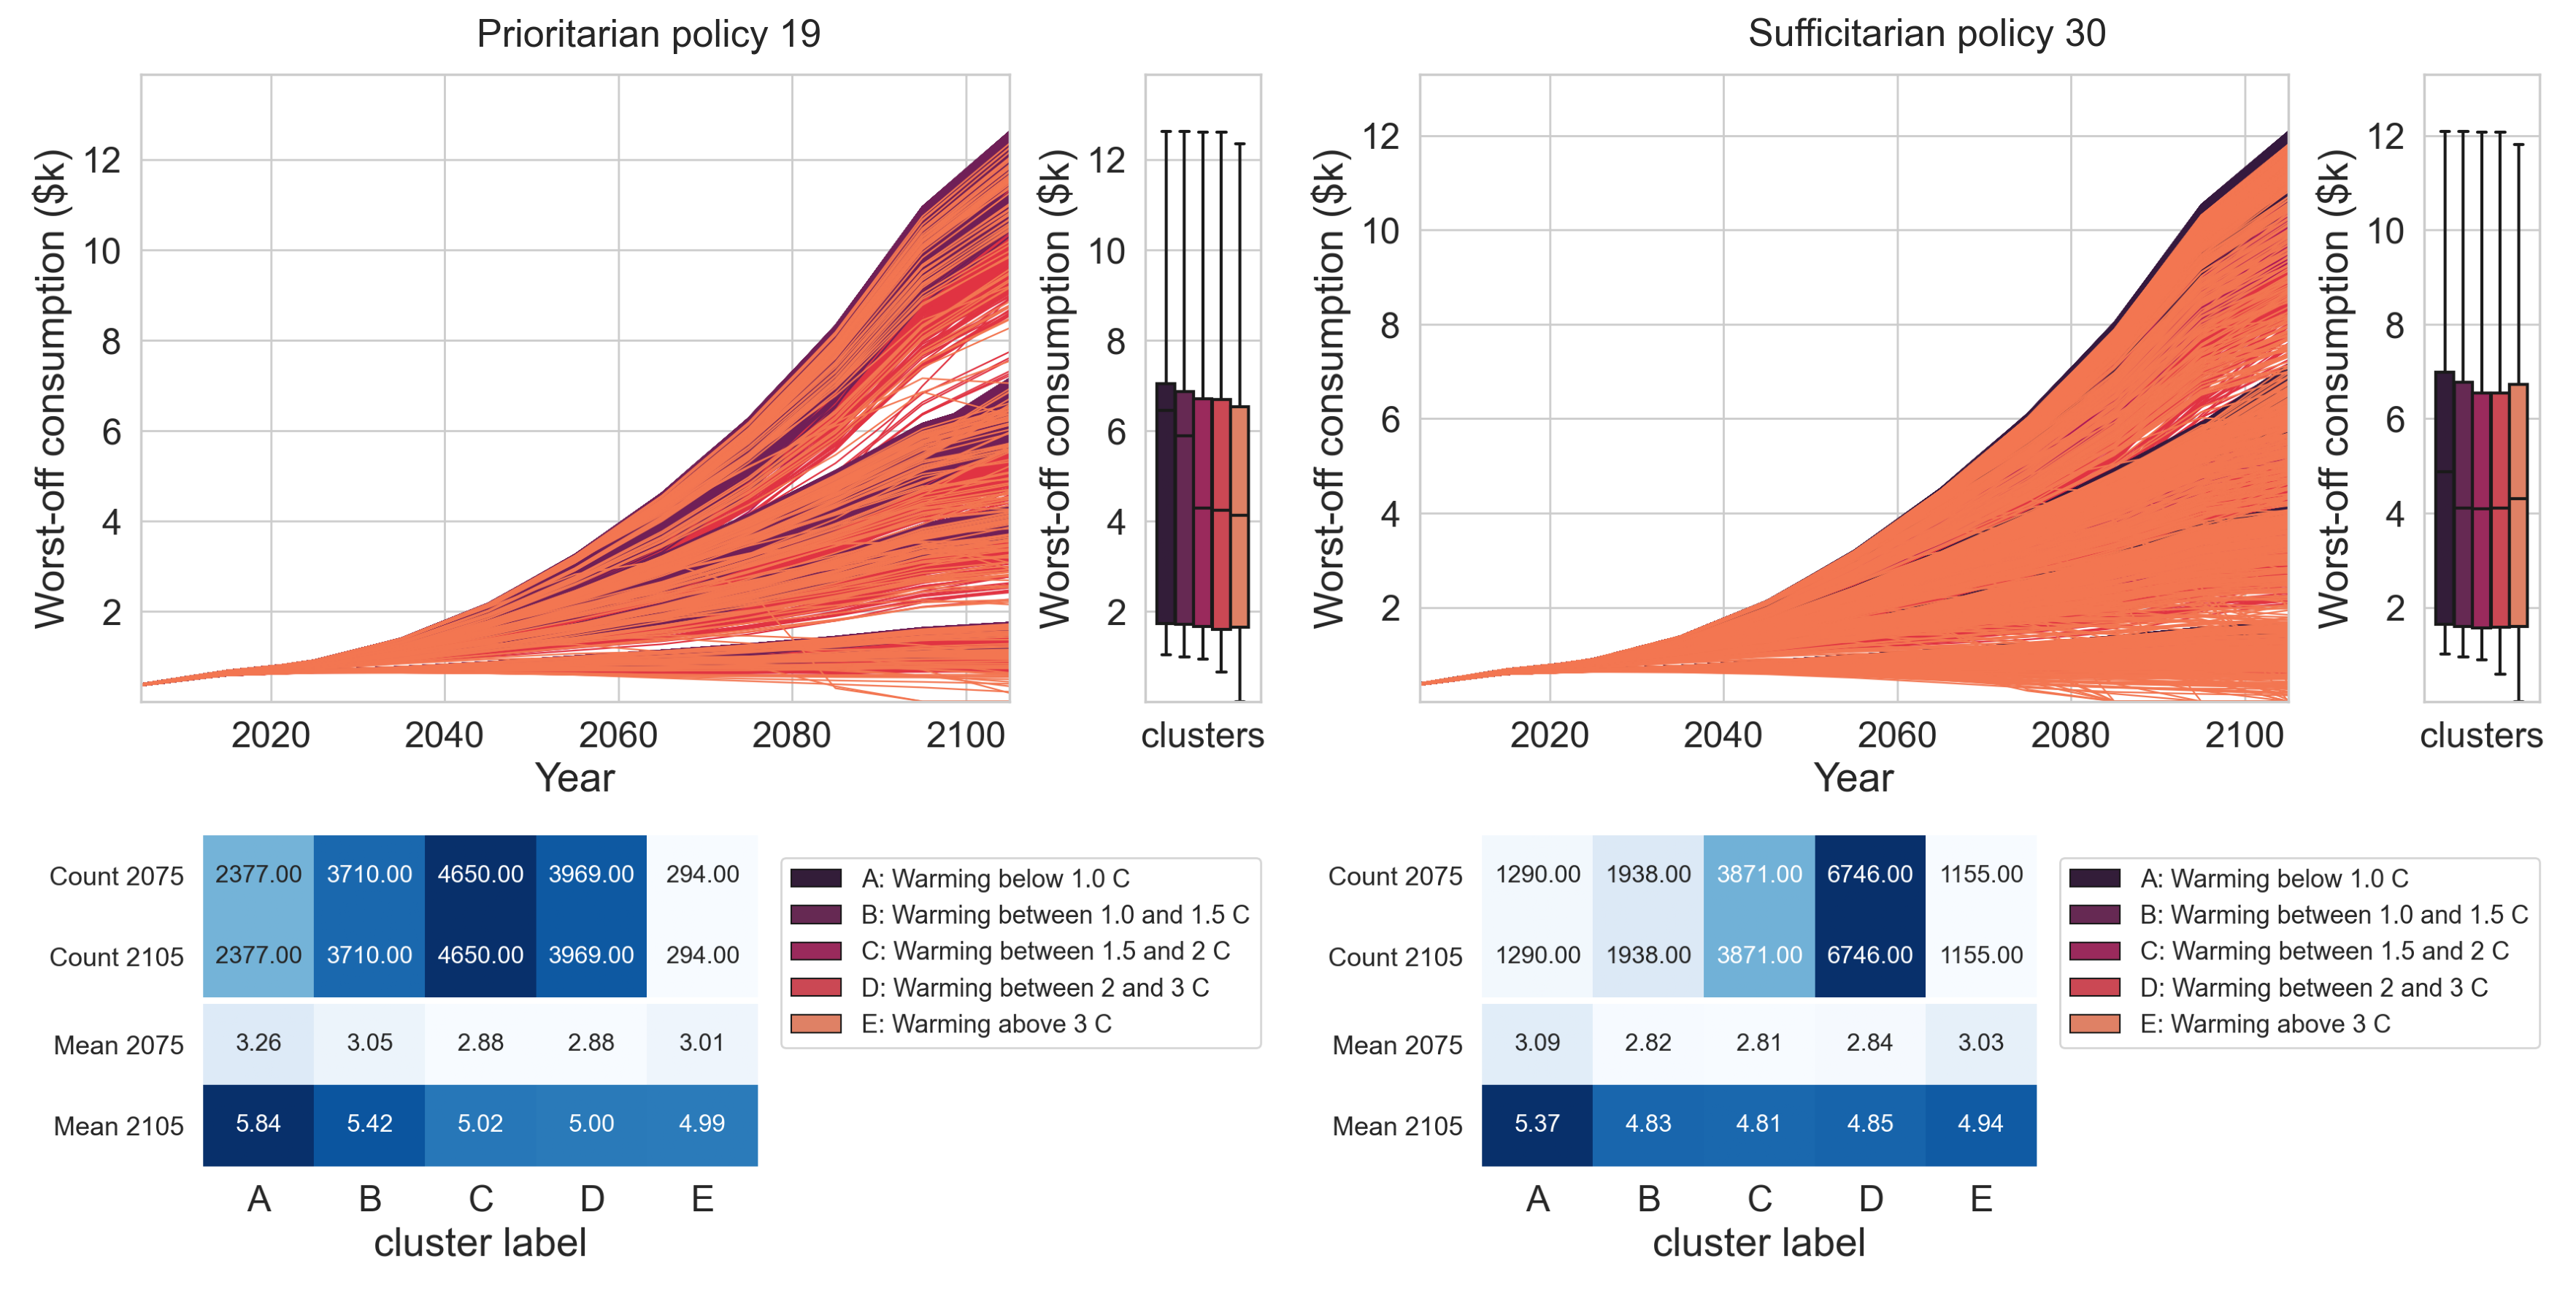 Prioritarian policy 19
Worst-off consumption ($k)
12
10
8
6
4
2
2020 2040 2060 2080 2100
Year
Worst-off consumption ($k)
12
10
8
6
4
2
clusters
Count 2075 2377.00 3710.00 4650.00 3969.00 294.00
Count 2105 2377.00 3710.00 4650.00 3969.00 294.00
Mean 2075 3.26 3.05 2.88 2.88 3.01
Mean 2105 5.84 5.42 5.02 5.00 4.99
A B C D E
cluster label
A: Warming below 1.0 C
B: Warming between 1.0 and 1.5 C
C: Warming between 1.5 and 2 C
D: Warming between 2 and 3 C
E: Warming above 3 C
Sufficitarian policy 30
Worst-off consumption ($k)
12
10
8
6
4
2
2020 2040 2060 2080 2100
Year
Worst-off consumption ($k)
12
10
8
6
4
2
clusters
Count 2075 1290.00 1938.00 3871.00 6746.00 1155.00
Count 2105 1290.00 1938.00 3871.00 6746.00 1155.00
Mean 2075 3.09 2.82 2.81 2.84 3.03
Mean 2105 5.37 4.83 4.81 4.85 4.94
A B C D E
cluster label
A: Warming below 1.0 C
B: Warming between 1.0 and 1.5 C
C: Warming between 1.5 and 2 C
D: Warming between 2 and 3 C
E: Warming above 3 C